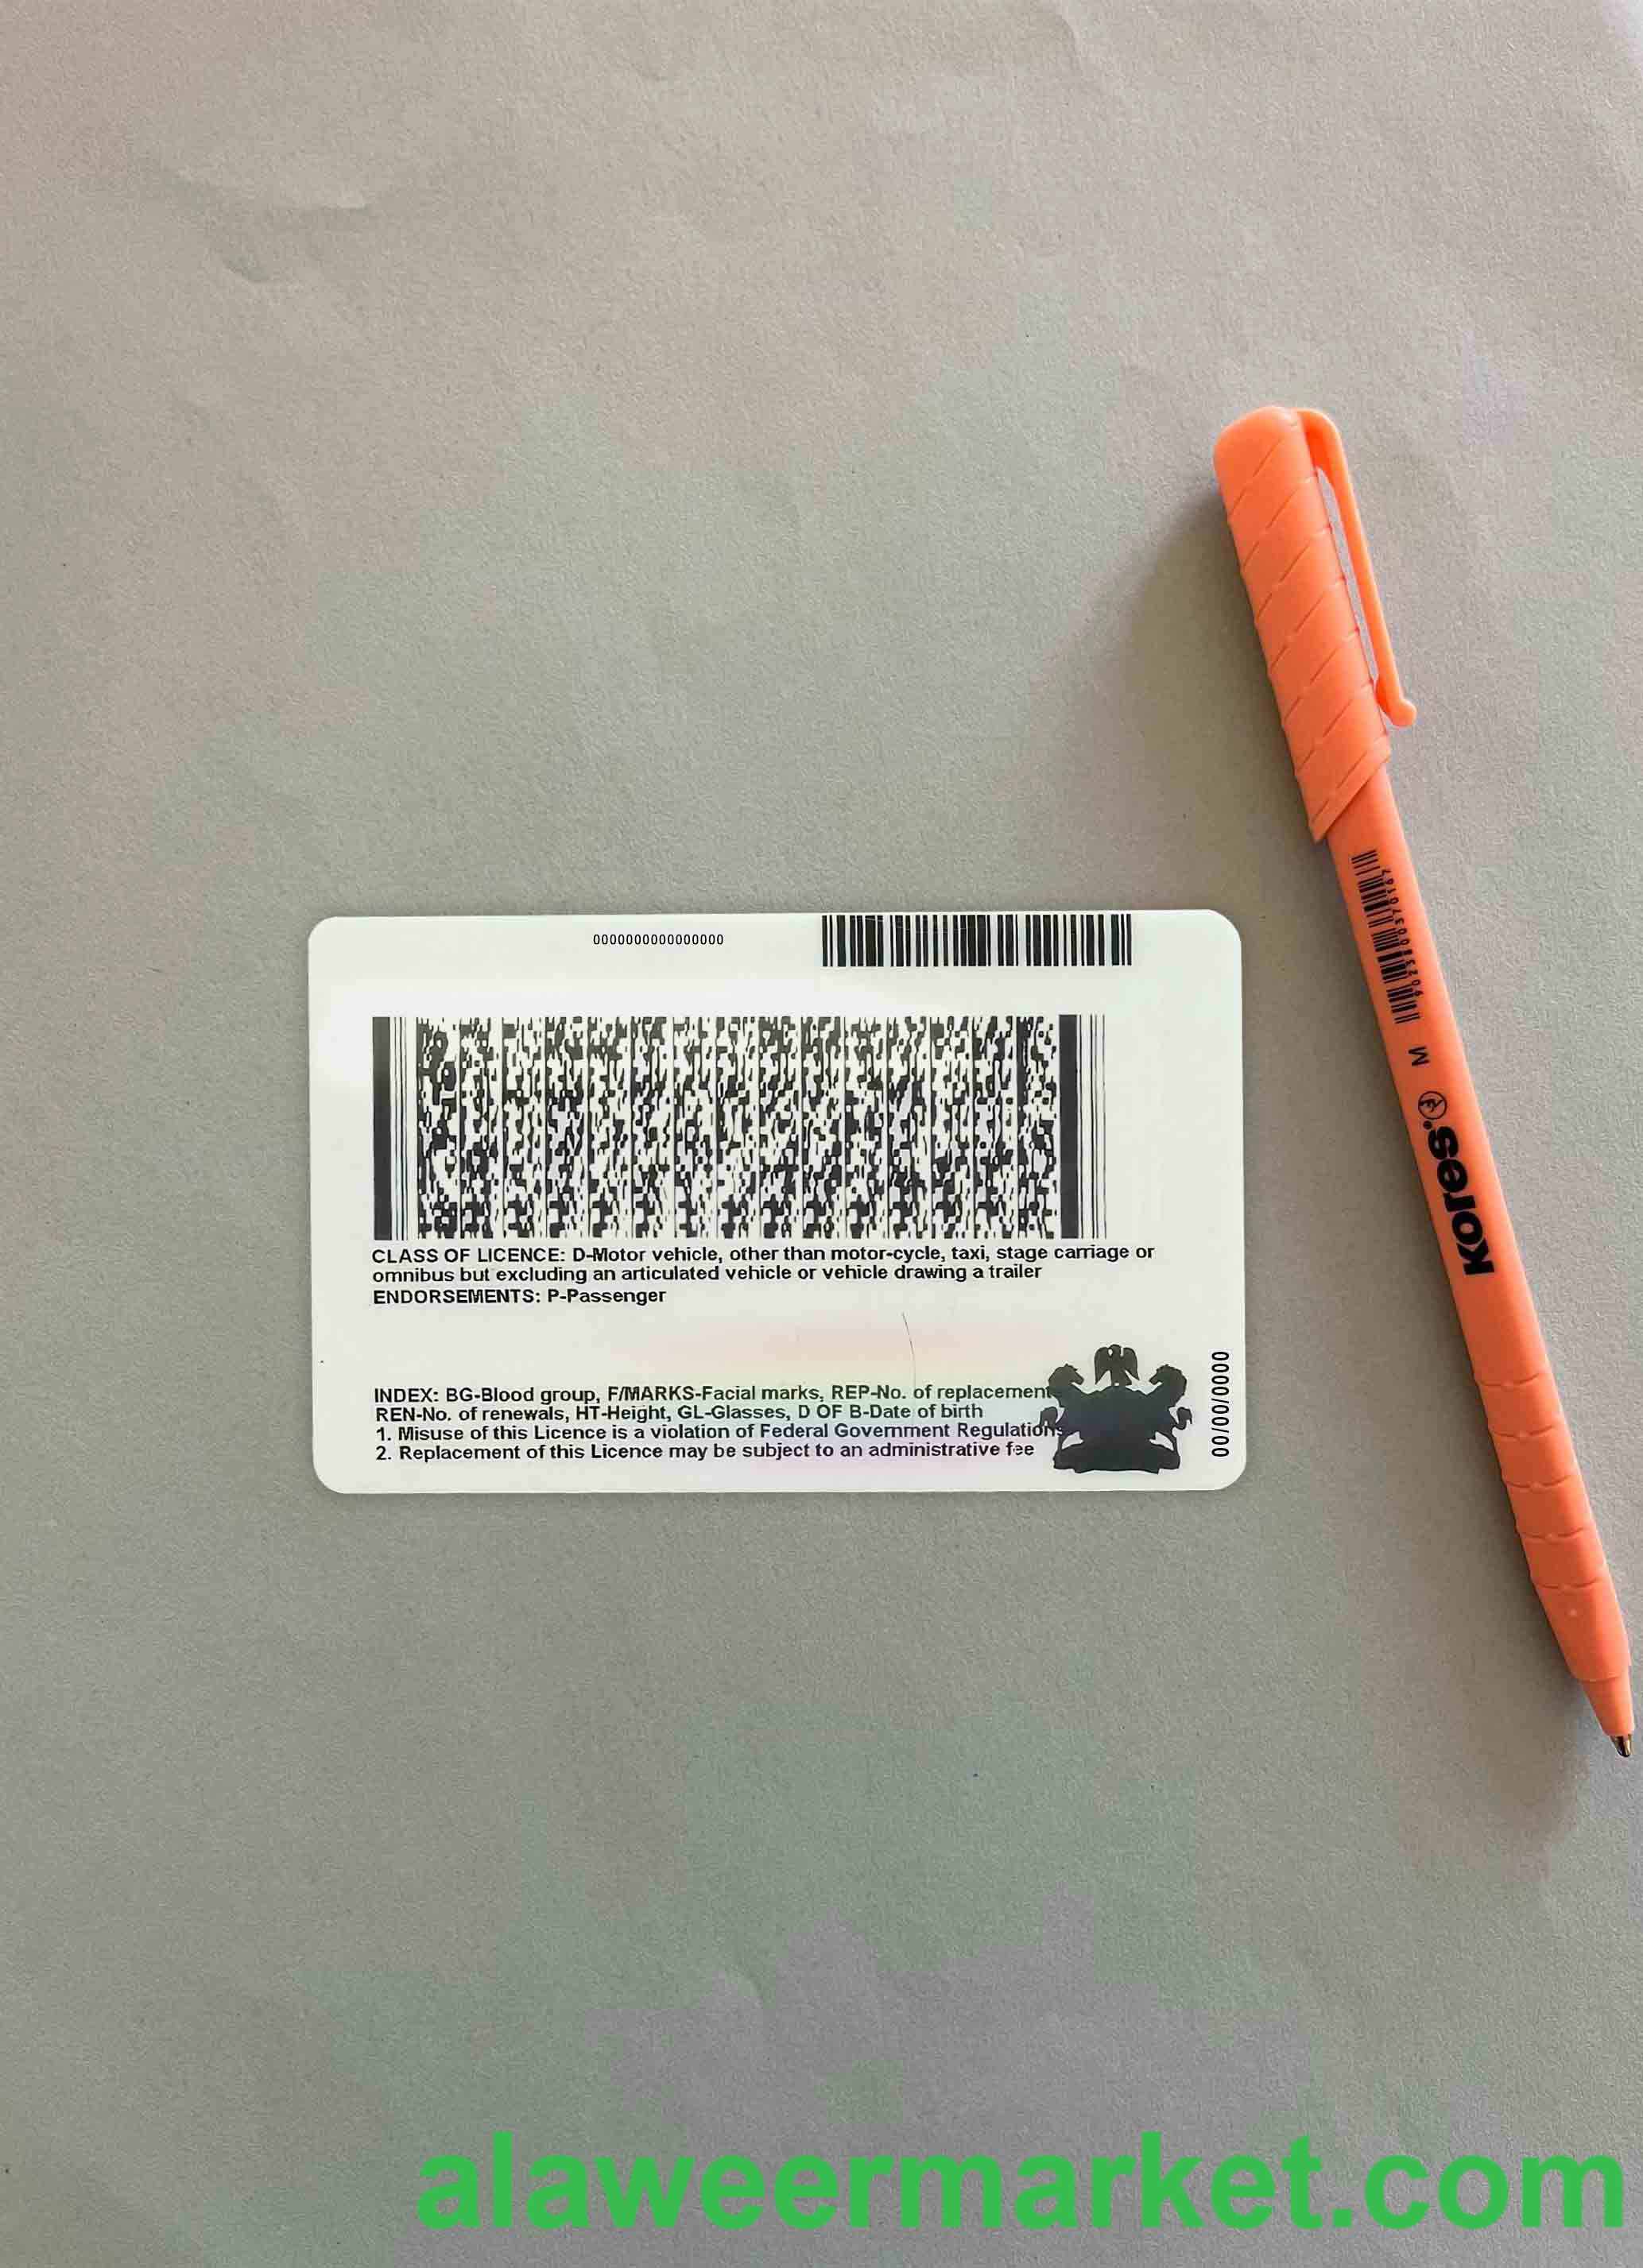 0000000000000000
CLASS OF LICENCE: D-Motor vehicle, other than motor-cycle, taxi, stage carriage or
omnibus but excluding an articulated vehicle or vehicle drawing a trailer
ENDORSEMENTS: P-Passenger
INDEX: BG-Blood group, F/MARKS-Facial marks, REP-No. of replacement
REN-No. of renewals, HT-Height, GL-Glasses, D OF B-Date of birth
1. Misuse of this Licence is a violation of Federal Government Regulations
2. Replacement of this Licence may be subject to an administrative fee
00/00/0000
Kores. M
alaweermarket.com